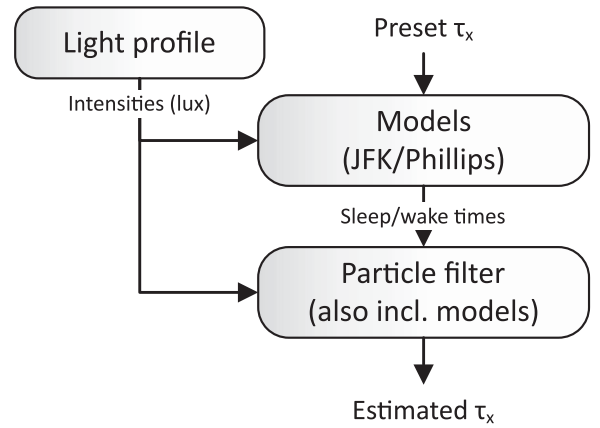 Light profile
Preset τx
Intensities (lux)
Models
(JFK/Phillips)
Sleep/wake times
Particle filter
(also incl. models)
Estimated τx